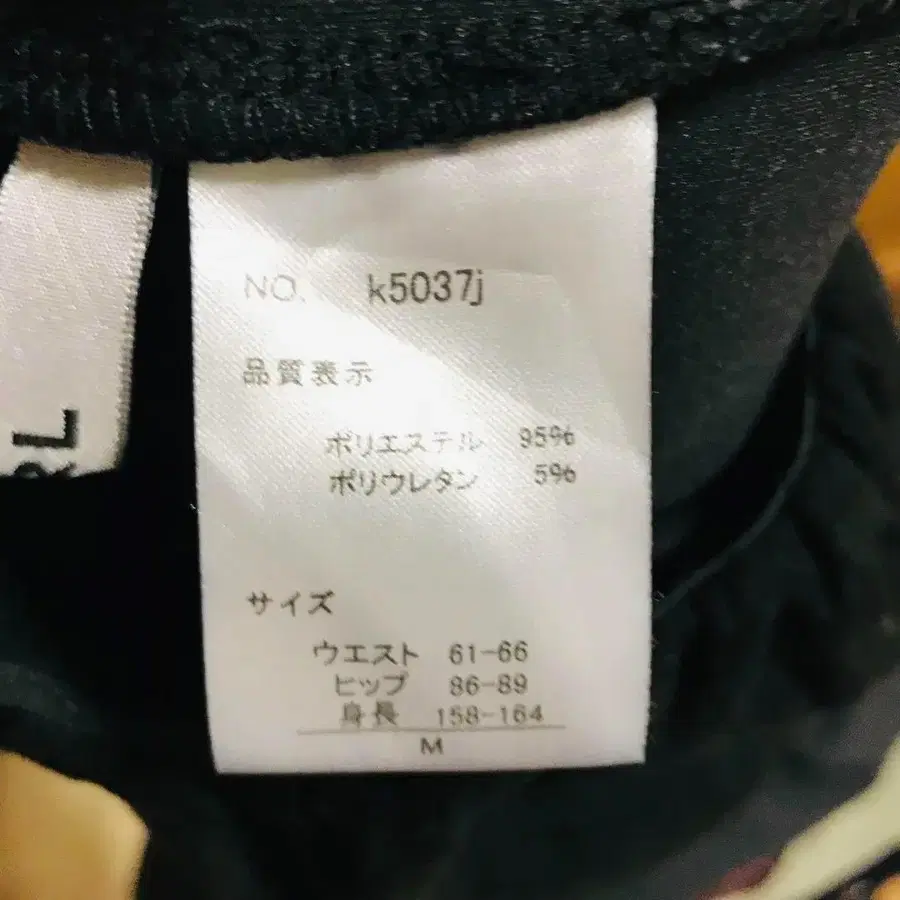 NO. k5037j
品質表示
ポリエステル 95%
ポリウレタン 5%
サイズ
ウエスト 61-66
ヒップ 86-89
身長 158-164
M
RL